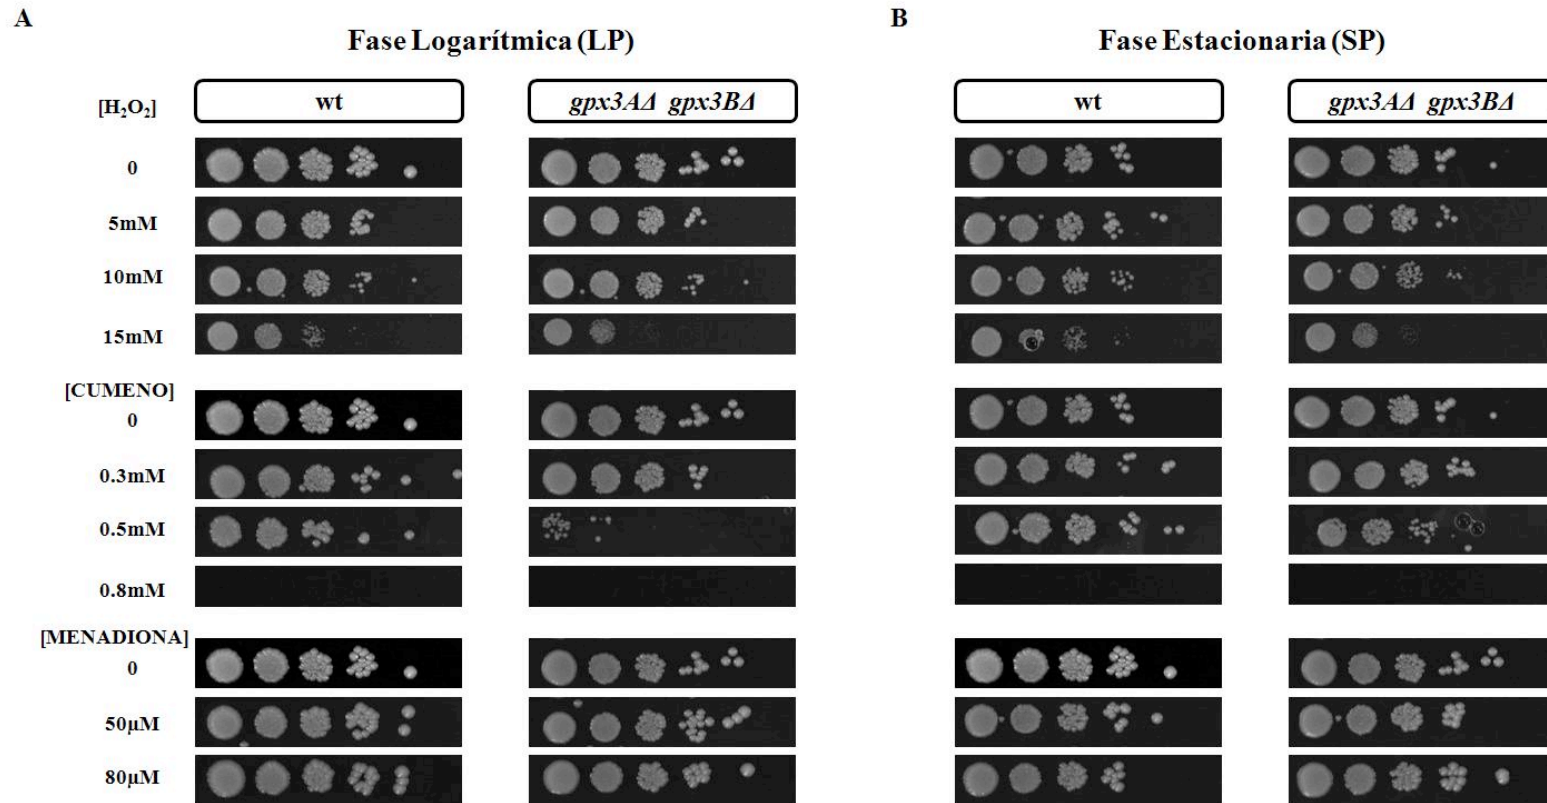 A
B
Fase Logarítmica (LP)
Fase Estacionaria (SP)
[H₂O₂]
wt
gpx3AΔ gpx3BΔ
wt
gpx3AΔ gpx3BΔ
0
5mM
10mM
15mM
[CUMENO]
0
0.3mM
0.5mM
0.8mM
[MENADIONA]
0
50µM
80µM